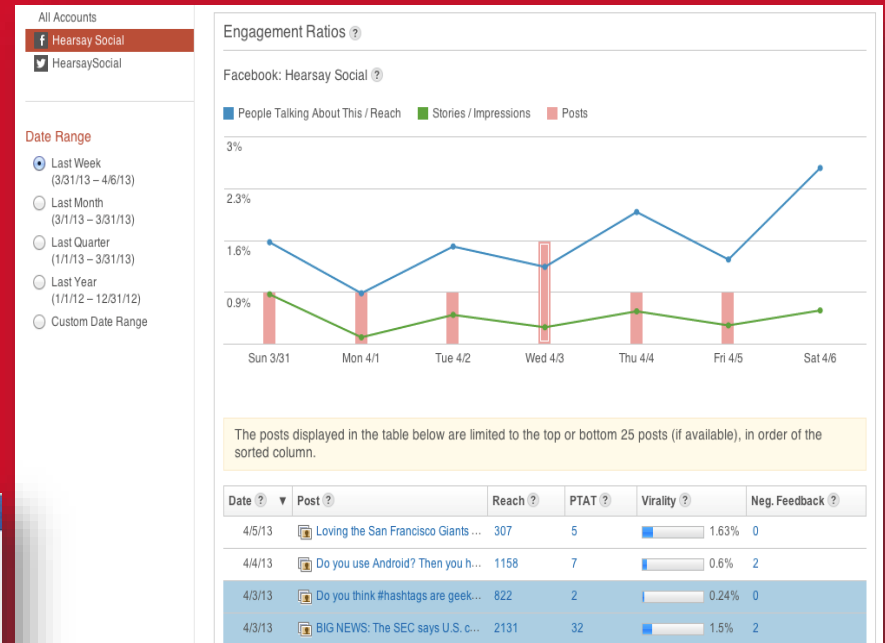 All Accounts
Hearsay Social
HearsaySocial
Date Range
Last Week
(3/31/13 – 4/6/13)
Last Month
(3/1/13 – 3/31/13)
Last Quarter
(1/1/13 – 3/31/13)
Last Year
(1/1/12 – 12/31/12)
Custom Date Range
Engagement Ratios ?
Facebook: Hearsay Social ?
People Talking About This / Reach Stories / Impressions Posts
3%
2.3%
1.6%
0.9%
Sun 3/31 Mon 4/1 Tue 4/2 Wed 4/3 Thu 4/4 Fri 4/5 Sat 4/6
The posts displayed in the table below are limited to the top or bottom 25 posts (if available), in order of the
sorted column.
Date ? ▼ Post ? Reach ? PTAT ? Virality ? Neg. Feedback ?
4/5/13 Loving the San Francisco Giants ... 307 5 1.63% 0
4/4/13 Do you use Android? Then you h... 1158 7 0.6% 2
4/3/13 Do you think #hashtags are geek... 822 2 0.24% 0
4/3/13 BIG NEWS: The SEC says U.S. c... 2131 32 1.5% 2